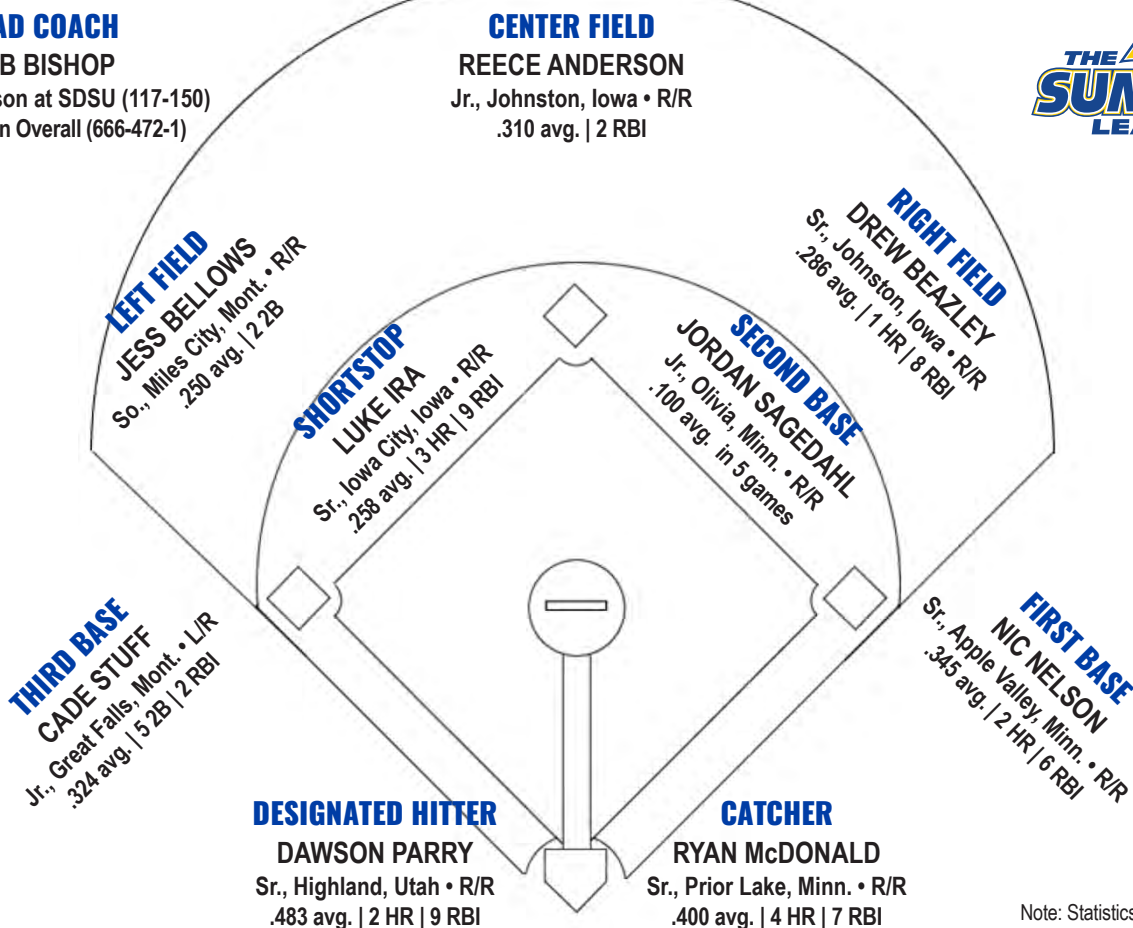 AD COACH
B BISHOP
son at SDSU (117-150)
n Overall (666-472-1)
CENTER FIELD
REECE ANDERSON
Jr., Johnston, Iowa • R/R
.310 avg. | 2 RBI
THE
SUM
LEA
LEFT FIELD
JESS BELLOWS
So., Miles City, Mont. • R/R
.250 avg. | 2 2B
RIGHT FIELD
DREW BEAZLEY
Sr., Johnston, Iowa • R/R
.286 avg. | 1 HR | 8 RBI
SHORTSTOP
LUKE IRA
Sr., Iowa City, Iowa • R/R
.258 avg. | 3 HR | 9 RBI
SECOND BASE
JORDAN SAGEDAHL
Jr., Olivia, Minn. • R/R
.100 avg. in 5 games
THIRD BASE
CADE STUFF
Jr., Great Falls, Mont. • L/R
.324 avg. | 5 2B | 2 RBI
FIRST BASE
NIC NELSON
Sr., Apple Valley, Minn. • R/R
.345 avg. | 2 HR | 6 RBI
DESIGNATED HITTER
DAWSON PARRY
Sr., Highland, Utah • R/R
.483 avg. | 2 HR | 9 RBI
CATCHER
RYAN McDONALD
Sr., Prior Lake, Minn. • R/R
.400 avg. | 4 HR | 7 RBI
Note: Statistics